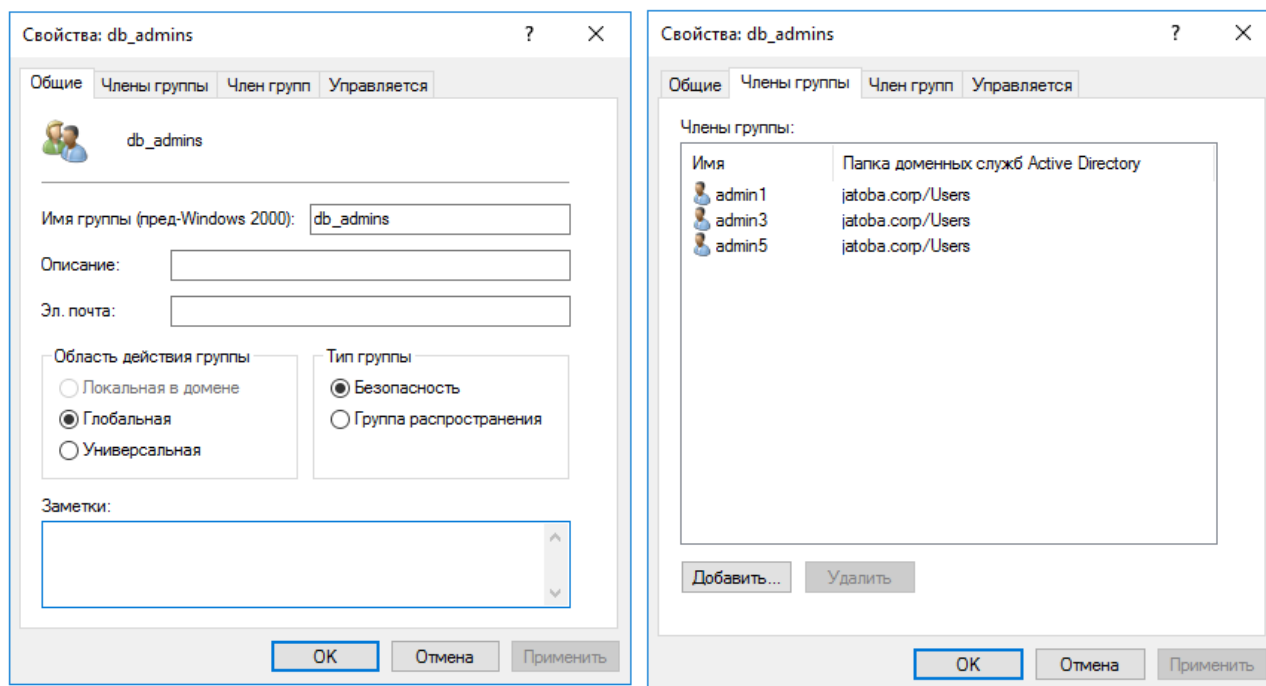 Свойства: db_admins
Общие Члены группы Член групп Управляется
db_admins
Имя группы (пред-Windows 2000): db_admins
Описание:
Эл. почта:
Область действия группы
Локальная в домене
Глобальная
Универсальная
Тип группы
Безопасность
Группа распространения
Заметки:
OK Отмена Применить
Свойства: db_admins
Общие Члены группы Член групп Управляется
Члены группы:
Имя Папка доменных служб Active Directory
admin1 jatoba.corp/Users
admin3 jatoba.corp/Users
admin5 jatoba.corp/Users
Добавить... Удалить
OK Отмена Применить